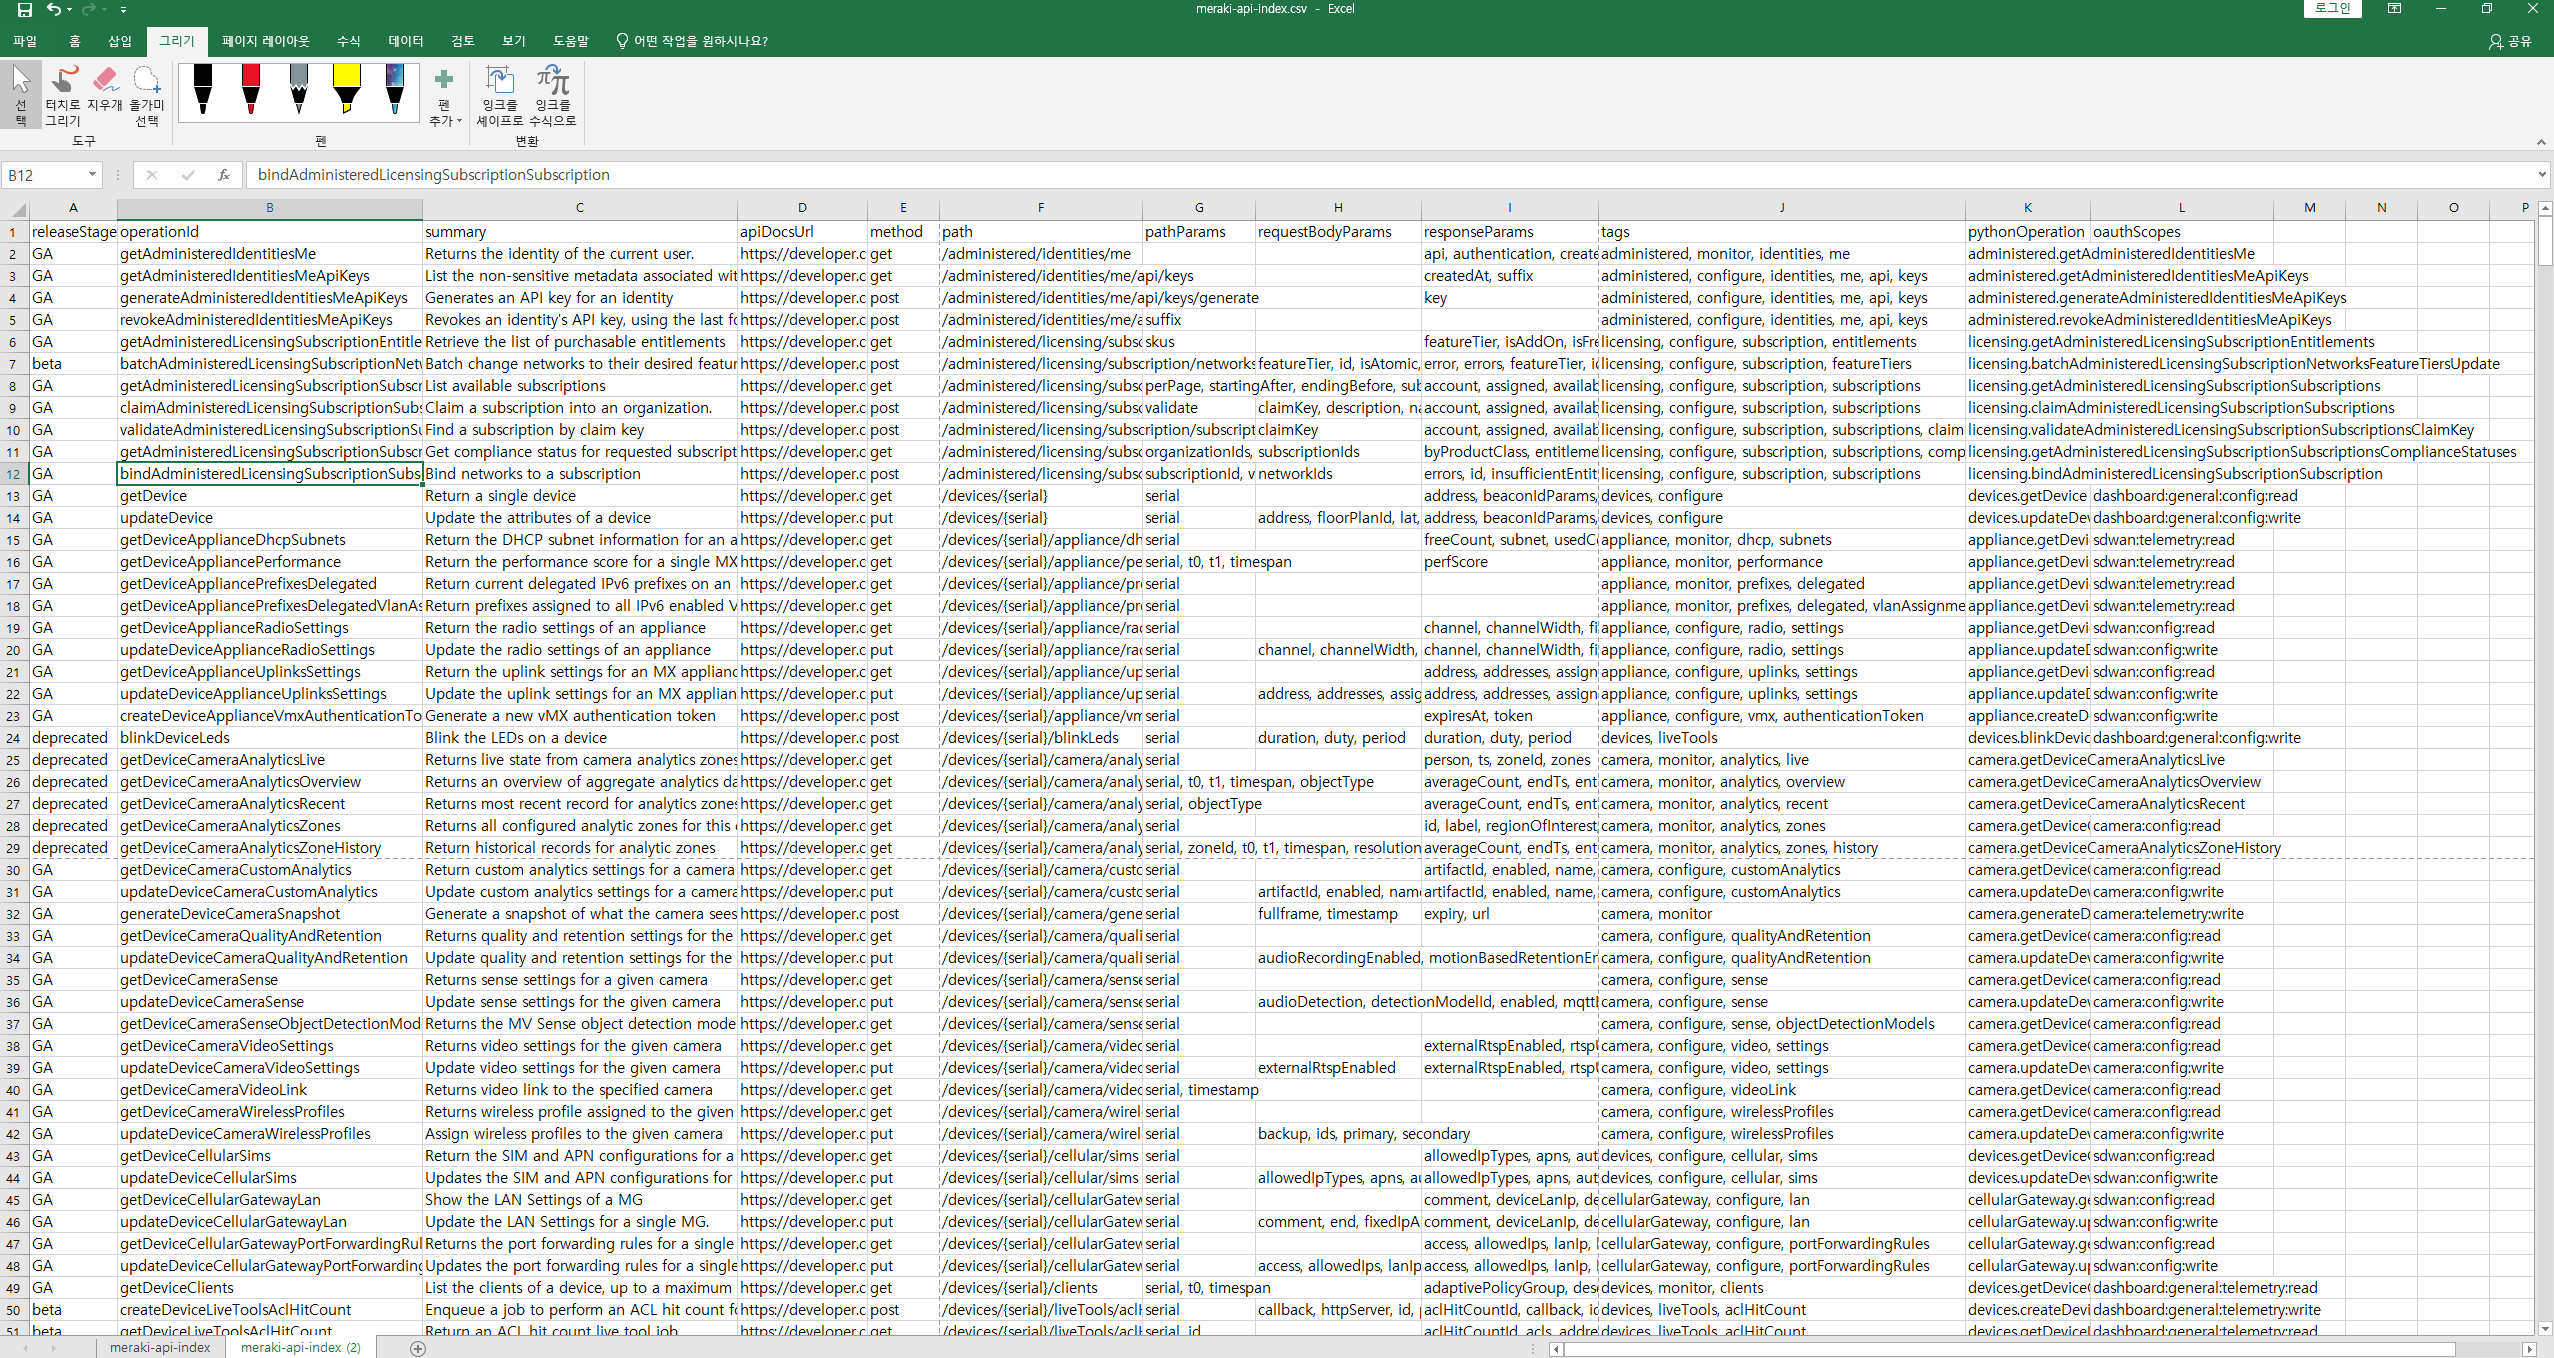 meraki-api-index.csv - Excel
로그인
파일 홈 삽입 그리기 페이지 레이아웃 수식 데이터 검토 보기 도움말 어떤 작업을 원하시나요? 공유
선택 터치로 그리기 지우개 올가미 선택 펜 추가 잉크를 셰이프로 잉크를 수식으로
도구 펜 변환
B12 fx bindAdministeredLicensingSubscriptionSubscription
A B C D E F G H I J K L M N O P
1 releaseStage operationId summary apiDocsUrl method path pathParams requestBodyParams responseParams tags pythonOperation oauthScopes
2 GA getAdministeredIdentitiesMe Returns the identity of the current user. https://developer.c get /administered/identities/me api, authentication, create administered, monitor, identities, me administered.getAdministeredIdentitiesMe
3 GA getAdministeredIdentitiesMeApiKeys List the non-sensitive metadata associated wit https://developer.c get /administered/identities/me/api/keys createdAt, suffix administered, configure, identities, me, api, keys administered.getAdministeredIdentitiesMeApiKeys
4 GA generateAdministeredIdentitiesMeApiKeys Generates an API key for an identity https://developer.c post /administered/identities/me/api/keys/generate key administered, configure, identities, me, api, keys administered.generateAdministeredIdentitiesMeApiKeys
5 GA revokeAdministeredIdentitiesMeApiKeys Revokes an identity's API key, using the last fo https://developer.c post /administered/identities/me/a suffix administered, configure, identities, me, api, keys administered.revokeAdministeredIdentitiesMeApiKeys
6 GA getAdministeredLicensingSubscriptionEntitle Retrieve the list of purchasable entitlements https://developer.c get /administered/licensing/subsc skus featureTier, isAddOn, isFre licensing, configure, subscription, entitlements licensing.getAdministeredLicensingSubscriptionEntitlements
7 beta batchAdministeredLicensingSubscriptionNetw Batch change networks to their desired featur https://developer.c post /administered/licensing/subscription/networks featureTier, id, isAtomic, error, errors, featureTier, id licensing, configure, subscription, featureTiers licensing.batchAdministeredLicensingSubscriptionNetworksFeatureTiersUpdate
8 GA getAdministeredLicensingSubscriptionSubscr List available subscriptions https://developer.c get /administered/licensing/subsc perPage, startingAfter, endingBefore, sub account, assigned, availab licensing, configure, subscription, subscriptions licensing.getAdministeredLicensingSubscriptionSubscriptions
9 GA claimAdministeredLicensingSubscriptionSubs Claim a subscription into an organization. https://developer.c post /administered/licensing/subsc validate claimKey, description, na account, assigned, availab licensing, configure, subscription, subscriptions licensing.claimAdministeredLicensingSubscriptionSubscriptions
10 GA validateAdministeredLicensingSubscriptionSu Find a subscription by claim key https://developer.c post /administered/licensing/subscription/subscript claimKey account, assigned, availab licensing, configure, subscription, subscriptions, claim licensing.validateAdministeredLicensingSubscriptionSubscriptionsClaimKey
11 GA getAdministeredLicensingSubscriptionSubscr Get compliance status for requested subscript https://developer.c get /administered/licensing/subsc organizationIds, subscriptionIds byProductClass, entitleme licensing, configure, subscription, subscriptions, comp licensing.getAdministeredLicensingSubscriptionSubscriptionsComplianceStatuses
12 GA bindAdministeredLicensingSubscriptionSubs Bind networks to a subscription https://developer.c post /administered/licensing/subsc subscriptionId, v networkIds errors, id, insufficientEntit licensing, configure, subscription, subscriptions licensing.bindAdministeredLicensingSubscriptionSubscription
13 GA getDevice Return a single device https://developer.c get /devices/{serial} serial address, beaconIdParams, devices, configure devices.getDevice dashboard:general:config:read
14 GA updateDevice Update the attributes of a device https://developer.c put /devices/{serial} serial address, floorPlanId, lat, address, beaconIdParams, devices, configure devices.updateDev dashboard:general:config:write
15 GA getDeviceApplianceDhcpSubnets Return the DHCP subnet information for an a https://developer.c get /devices/{serial}/appliance/dh serial freeCount, subnet, usedCo appliance, monitor, dhcp, subnets appliance.getDevi sdwan:telemetry:read
16 GA getDeviceAppliancePerformance Return the performance score for a single MX https://developer.c get /devices/{serial}/appliance/pe serial, t0, t1, timespan perfScore appliance, monitor, performance appliance.getDevi sdwan:telemetry:read
17 GA getDeviceAppliancePrefixesDelegated Return current delegated IPv6 prefixes on an https://developer.c get /devices/{serial}/appliance/pre serial appliance, monitor, prefixes, delegated appliance.getDevi sdwan:telemetry:read
18 GA getDeviceAppliancePrefixesDelegatedVlanAs Return prefixes assigned to all IPv6 enabled V https://developer.c get /devices/{serial}/appliance/pre serial appliance, monitor, prefixes, delegated, vlanAssignme appliance.getDevi sdwan:telemetry:read
19 GA getDeviceApplianceRadioSettings Return the radio settings of an appliance https://developer.c get /devices/{serial}/appliance/rad serial channel, channelWidth, fi appliance, configure, radio, settings appliance.getDevi sdwan:config:read
20 GA updateDeviceApplianceRadioSettings Update the radio settings of an appliance https://developer.c put /devices/{serial}/appliance/rad serial channel, channelWidth, channel, channelWidth, fi appliance, configure, radio, settings appliance.updateD sdwan:config:write
21 GA getDeviceApplianceUplinksSettings Return the uplink settings for an MX applianc https://developer.c get /devices/{serial}/appliance/up serial address, addresses, assign appliance, configure, uplinks, settings appliance.getDevi sdwan:config:read
22 GA updateDeviceApplianceUplinksSettings Update the uplink settings for an MX applian https://developer.c put /devices/{serial}/appliance/up serial address, addresses, assig address, addresses, assign appliance, configure, uplinks, settings appliance.updateD sdwan:config:write
23 GA createDeviceApplianceVmxAuthenticationTo Generate a new vMX authentication token https://developer.c post /devices/{serial}/appliance/vm serial expiresAt, token appliance, configure, vmx, authenticationToken appliance.createD sdwan:config:write
24 deprecated blinkDeviceLeds Blink the LEDs on a device https://developer.c post /devices/{serial}/blinkLeds serial duration, duty, period duration, duty, period devices, liveTools devices.blinkDevic dashboard:general:config:write
25 deprecated getDeviceCameraAnalyticsLive Returns live state from camera analytics zones https://developer.c get /devices/{serial}/camera/analy serial person, ts, zoneId, zones camera, monitor, analytics, live camera.getDeviceCameraAnalyticsLive
26 deprecated getDeviceCameraAnalyticsOverview Returns an overview of aggregate analytics da https://developer.c get /devices/{serial}/camera/analy serial, t0, t1, timespan, objectType averageCount, endTs, ent camera, monitor, analytics, overview camera.getDeviceCameraAnalyticsOverview
27 deprecated getDeviceCameraAnalyticsRecent Returns most recent record for analytics zones https://developer.c get /devices/{serial}/camera/analy serial, objectType averageCount, endTs, ent camera, monitor, analytics, recent camera.getDeviceCameraAnalyticsRecent
28 deprecated getDeviceCameraAnalyticsZones Returns all configured analytic zones for this c https://developer.c get /devices/{serial}/camera/analy serial id, label, regionOfInterest, camera, monitor, analytics, zones camera.getDeviceC camera:config:read
29 deprecated getDeviceCameraAnalyticsZoneHistory Return historical records for analytic zones https://developer.c get /devices/{serial}/camera/analy serial, zoneId, t0, t1, timespan, resolution averageCount, endTs, ent camera, monitor, analytics, zones, history camera.getDeviceCameraAnalyticsZoneHistory
30 GA getDeviceCameraCustomAnalytics Return custom analytics settings for a camera https://developer.c get /devices/{serial}/camera/custo serial artifactId, enabled, name, camera, configure, customAnalytics camera.getDeviceC camera:config:read
31 GA updateDeviceCameraCustomAnalytics Update custom analytics settings for a camera https://developer.c put /devices/{serial}/camera/custo serial artifactId, enabled, name artifactId, enabled, name, camera, configure, customAnalytics camera.updateDev camera:config:write
32 GA generateDeviceCameraSnapshot Generate a snapshot of what the camera sees https://developer.c post /devices/{serial}/camera/gene serial fullframe, timestamp expiry, url camera, monitor camera.generateD camera:telemetry:write
33 GA getDeviceCameraQualityAndRetention Returns quality and retention settings for the https://developer.c get /devices/{serial}/camera/quali serial camera, configure, qualityAndRetention camera.getDeviceC camera:config:read
34 GA updateDeviceCameraQualityAndRetention Update quality and retention settings for the https://developer.c put /devices/{serial}/camera/quali serial audioRecordingEnabled, motionBasedRetentionEn camera, configure, qualityAndRetention camera.updateDev camera:config:write
35 GA getDeviceCameraSense Returns sense settings for a given camera https://developer.c get /devices/{serial}/camera/sense serial camera, configure, sense camera.getDeviceC camera:config:read
36 GA updateDeviceCameraSense Update sense settings for the given camera https://developer.c put /devices/{serial}/camera/sense serial audioDetection, detectionModelId, enabled, mqttB camera, configure, sense camera.updateDev camera:config:write
37 GA getDeviceCameraSenseObjectDetectionMod Returns the MV Sense object detection mode https://developer.c get /devices/{serial}/camera/sense serial camera, configure, sense, objectDetectionModels camera.getDeviceC camera:config:read
38 GA getDeviceCameraVideoSettings Returns video settings for the given camera https://developer.c get /devices/{serial}/camera/video serial externalRtspEnabled, rtspU camera, configure, video, settings camera.getDeviceC camera:config:read
39 GA updateDeviceCameraVideoSettings Update video settings for the given camera https://developer.c put /devices/{serial}/camera/video serial externalRtspEnabled externalRtspEnabled, rtspU camera, configure, video, settings camera.updateDev camera:config:write
40 GA getDeviceCameraVideoLink Returns video link to the specified camera https://developer.c get /devices/{serial}/camera/video serial, timestamp camera, configure, videoLink camera.getDeviceC camera:config:read
41 GA getDeviceCameraWirelessProfiles Returns wireless profile assigned to the given https://developer.c get /devices/{serial}/camera/wirel serial camera, configure, wirelessProfiles camera.getDeviceC camera:config:read
42 GA updateDeviceCameraWirelessProfiles Assign wireless profiles to the given camera https://developer.c put /devices/{serial}/camera/wirel serial backup, ids, primary, secondary camera, configure, wirelessProfiles camera.updateDev camera:config:write
43 GA getDeviceCellularSims Return the SIM and APN configurations for a https://developer.c get /devices/{serial}/cellular/sims serial allowedIpTypes, apns, aut devices, configure, cellular, sims devices.getDeviceC sdwan:config:read
44 GA updateDeviceCellularSims Updates the SIM and APN configurations for https://developer.c put /devices/{serial}/cellular/sims serial allowedIpTypes, apns, au allowedIpTypes, apns, aut devices, configure, cellular, sims devices.updateDev sdwan:config:write
45 GA getDeviceCellularGatewayLan Show the LAN Settings of a MG https://developer.c get /devices/{serial}/cellularGatew serial comment, deviceLanIp, de cellularGateway, configure, lan cellularGateway.ge sdwan:config:read
46 GA updateDeviceCellularGatewayLan Update the LAN Settings for a single MG. https://developer.c put /devices/{serial}/cellularGatew serial comment, end, fixedIpA comment, deviceLanIp, de cellularGateway, configure, lan cellularGateway.up sdwan:config:write
47 GA getDeviceCellularGatewayPortForwardingRul Returns the port forwarding rules for a single https://developer.c get /devices/{serial}/cellularGatew serial access, allowedIps, lanIp, l cellularGateway, configure, portForwardingRules cellularGateway.ge sdwan:config:read
48 GA updateDeviceCellularGatewayPortForwarding Updates the port forwarding rules for a single https://developer.c put /devices/{serial}/cellularGatew serial access, allowedIps, lanIp access, allowedIps, lanIp, l cellularGateway, configure, portForwardingRules cellularGateway.up sdwan:config:write
49 GA getDeviceClients List the clients of a device, up to a maximum https://developer.c get /devices/{serial}/clients serial, t0, timespan adaptivePolicyGroup, desc devices, monitor, clients devices.getDeviceC dashboard:general:telemetry:read
50 beta createDeviceLiveToolsAclHitCount Enqueue a job to perform an ACL hit count fo https://developer.c post /devices/{serial}/liveTools/aclH serial callback, httpServer, id, p aclHitCountId, callback, ic devices, liveTools, aclHitCount devices.createDevi dashboard:general:telemetry:write
51 beta getDeviceLiveToolsAclHitCount Return an ACL hit count live tool job. https://developer.c get /devices/{serial}/liveTools/aclH serial, id aclHitCountId, acls, addre devices, liveTools, aclHitCount devices.getDeviceL dashboard:general:telemetry:read
meraki-api-index meraki-api-index (2)